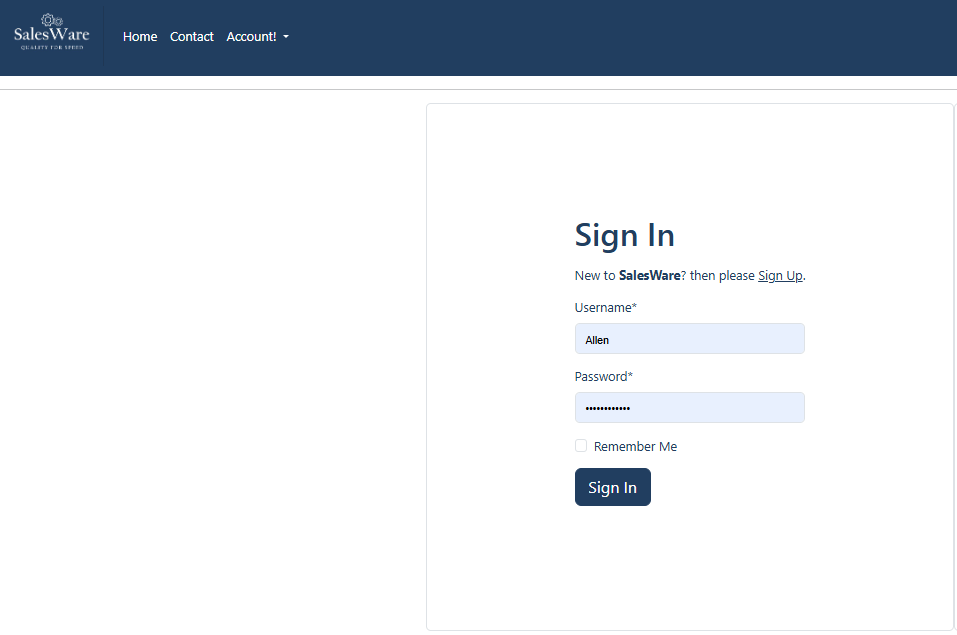 SalesWare
QUALITY FOR SPEED
Home Contact Account!
Sign In
New to SalesWare? then please Sign Up.
Username*
Allen
Password*
••••••••••••
Remember Me
Sign In